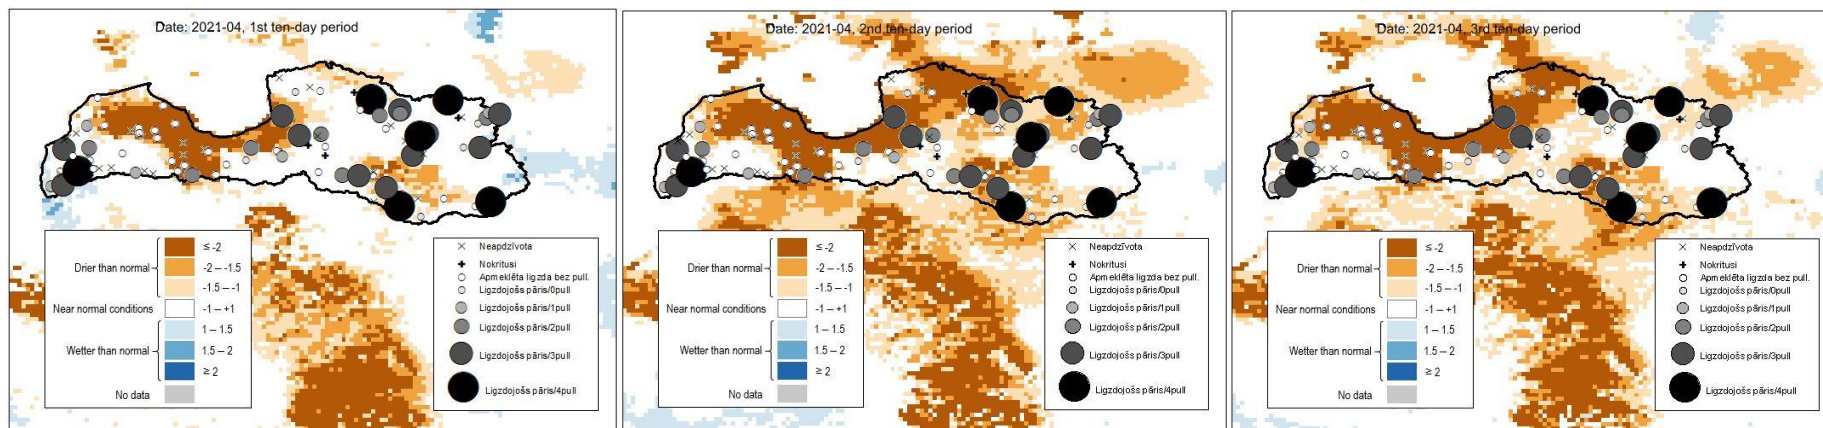 Date: 2021-04, 1st ten-day period
Drier than normal
≤ -2
-2 – -1.5
-1.5 – -1
Near normal conditions
-1 – +1
Wetter than normal
1 – 1.5
1.5 – 2
≥ 2
No data
Neapdzīvota
Nokritusi
Apmeklēta ligzda bez pull.
Ligzdojošs pāris/0pull
Ligzdojošs pāris/1pull
Ligzdojošs pāris/2pull
Ligzdojošs pāris/3pull
Ligzdojošs pāris/4pull
Date: 2021-04, 2nd ten-day period
Drier than normal
≤ -2
-2 – -1.5
-1.5 – -1
Near normal conditions
-1 – +1
Wetter than normal
1 – 1.5
1.5 – 2
≥ 2
No data
Neapdzīvota
Nokritusi
Apmeklēta ligzda bez pull.
Ligzdojošs pāris/0pull
Ligzdojošs pāris/1pull
Ligzdojošs pāris/2pull
Ligzdojošs pāris/3pull
Ligzdojošs pāris/4pull
Date: 2021-04, 3rd ten-day period
Drier than normal
≤ -2
-2 – -1.5
-1.5 – -1
Near normal conditions
-1 – +1
Wetter than normal
1 – 1.5
1.5 – 2
≥ 2
No data
Neapdzīvota
Nokritusi
Apmeklēta ligzda bez pull.
Ligzdojošs pāris/0pull
Ligzdojošs pāris/1pull
Ligzdojošs pāris/2pull
Ligzdojošs pāris/3pull
Ligzdojošs pāris/4pull